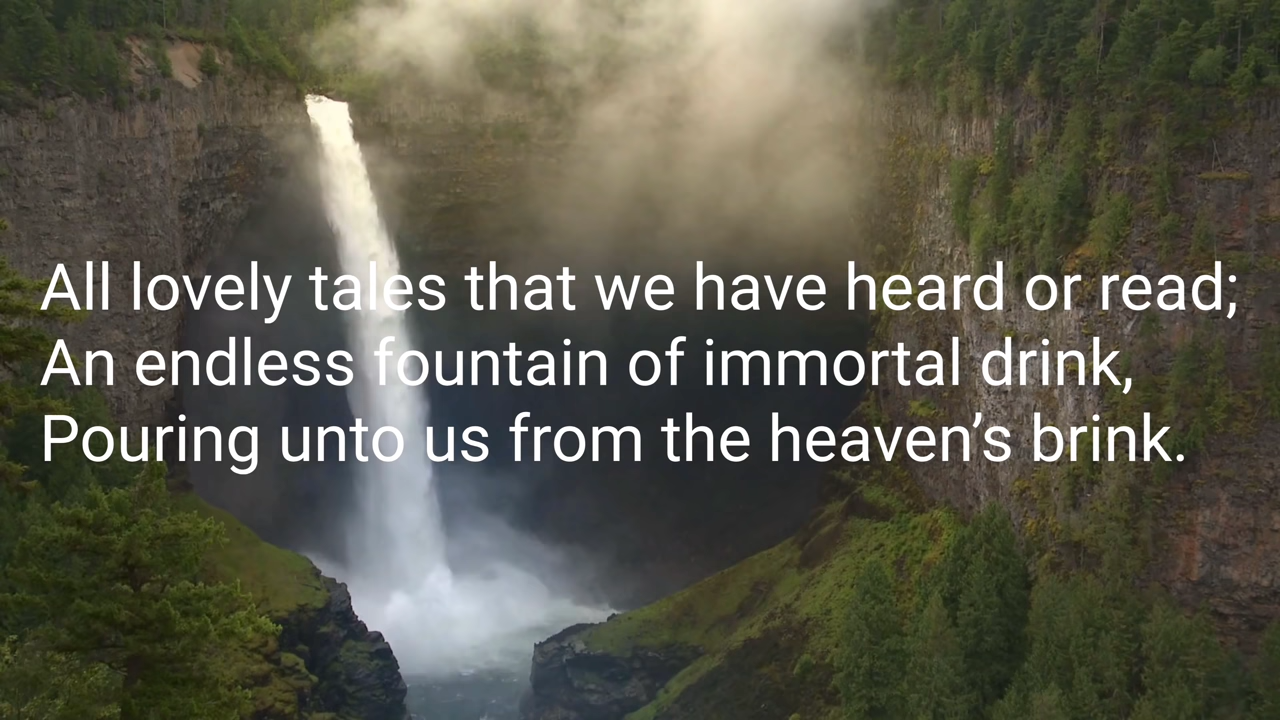 All lovely tales that we have heard or read;
An endless fountain of immortal drink,
Pouring unto us from the heaven’s brink.